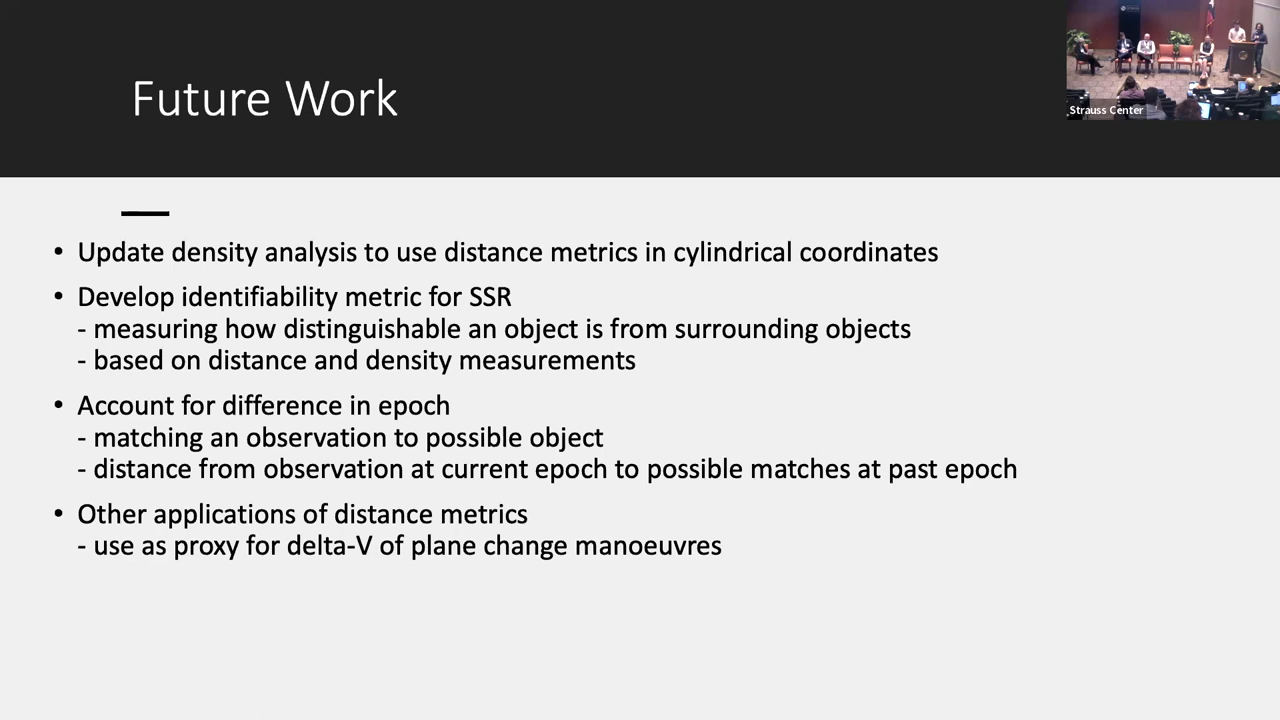 Future Work
Strauss Center
• Update density analysis to use distance metrics in cylindrical coordinates
• Develop identifiability metric for SSR
- measuring how distinguishable an object is from surrounding objects
- based on distance and density measurements
• Account for difference in epoch
- matching an observation to possible object
- distance from observation at current epoch to possible matches at past epoch
• Other applications of distance metrics
- use as proxy for delta-V of plane change manoeuvres